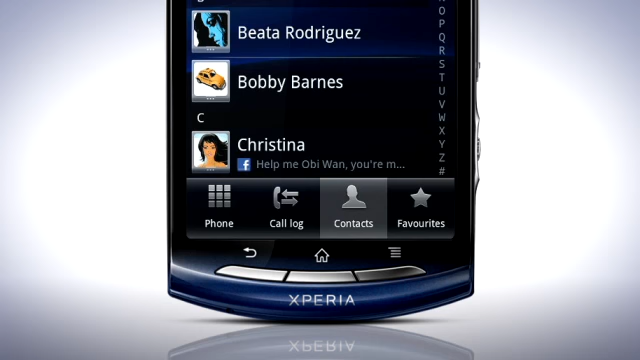 Beata Rodriguez
Bobby Barnes
C
Christina
Help me Obi Wan, you're m...
O
P
Q
R
S
T
U
V
W
X
Y
Z
#
Phone
Call log
Contacts
Favourites
XPERIA